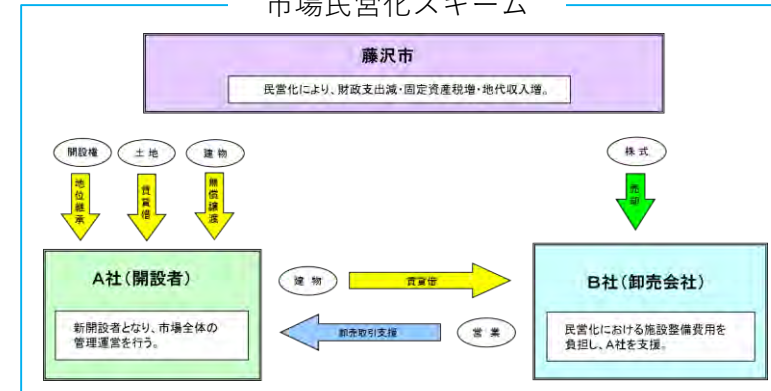 市場民営化スキーム
藤沢市
民営化により、財政支出減・固定資産税増・地代収入増。
開設権
土地
建物
株式
地位継承
賃貸借
無償譲渡
売却
A社(開設者)
新開設者となり、市場全体の
管理運営を行う。
建物
賃貸借
卸売取引支援
営業
B社(卸売会社)
民営化における施設整備費用を
負担し、A社を支援。